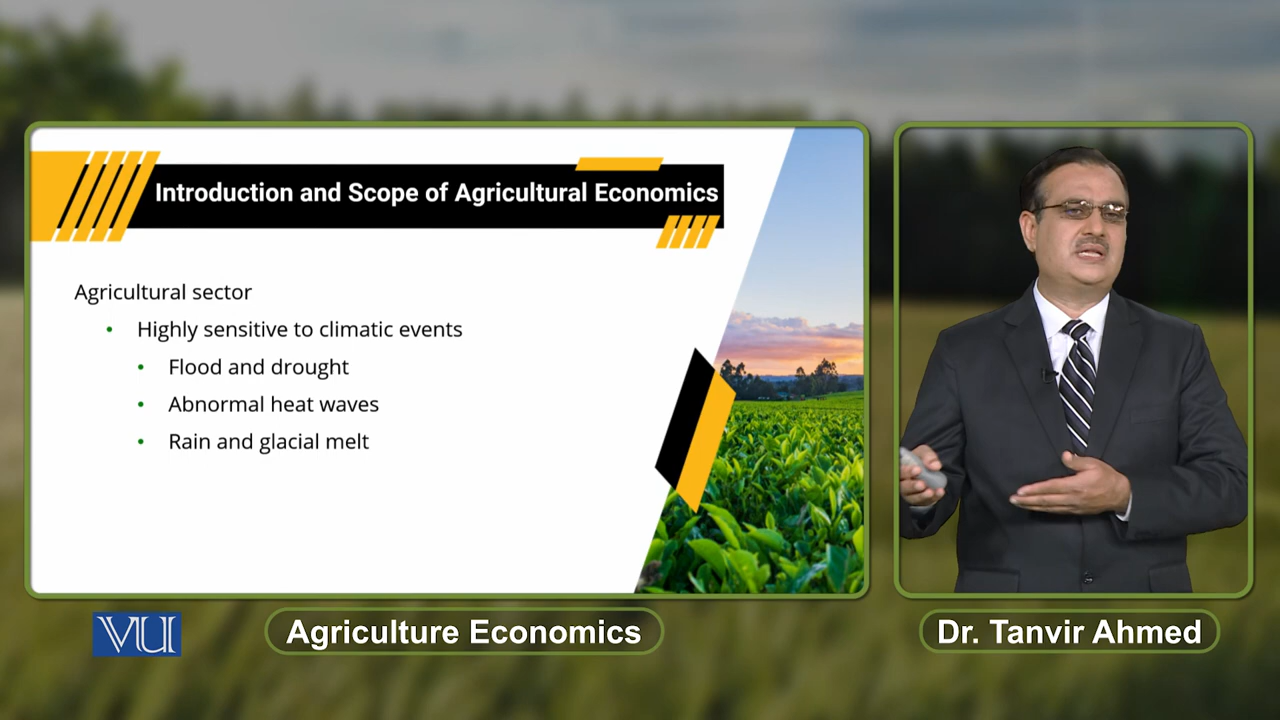 Introduction and Scope of Agricultural Economics
Agricultural sector
• Highly sensitive to climatic events
• Flood and drought
• Abnormal heat waves
• Rain and glacial melt
VU
Agriculture Economics
Dr. Tanvir Ahmed